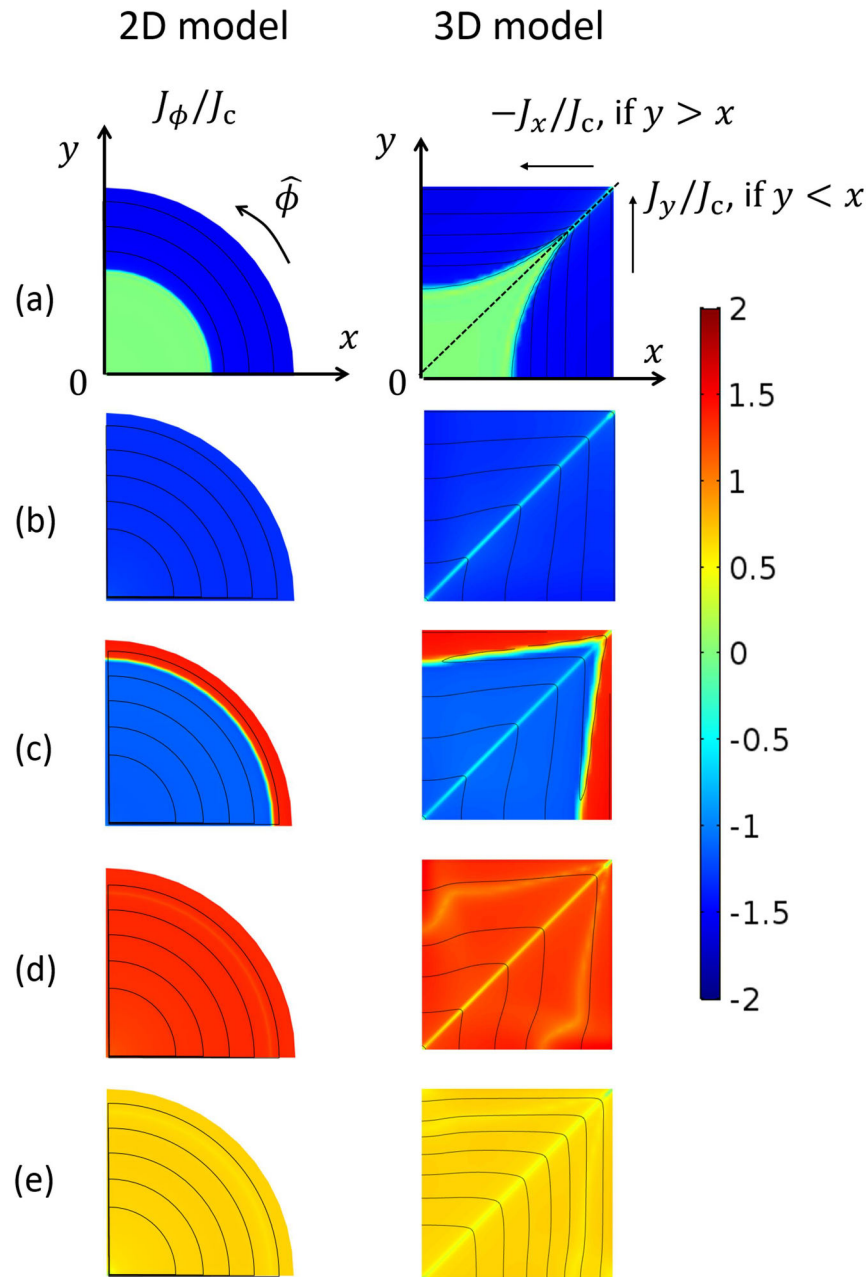 2D model 3D model
J_ϕ/J_c −J_x/J_c, if y > x
y ϕ̂ y J_y/J_c, if y < x
(a)
0 x 0 x
2
1.5
1
0.5
0
-0.5
-1
-1.5
-2
(b)
(c)
(d)
(e)